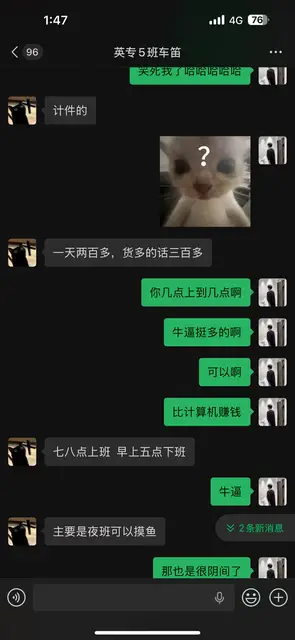 1:47
4G
76
96
英专5班车笛
笑死我了哈哈哈哈哈
计件的
?
一天两百多，货多的话三百多
你几点上到几点啊
牛逼挺多的啊
可以啊
比计算机赚钱
七八点上班 早上五点下班
牛逼
2条新消息
主要是夜班可以摸鱼
那也是很阴间了